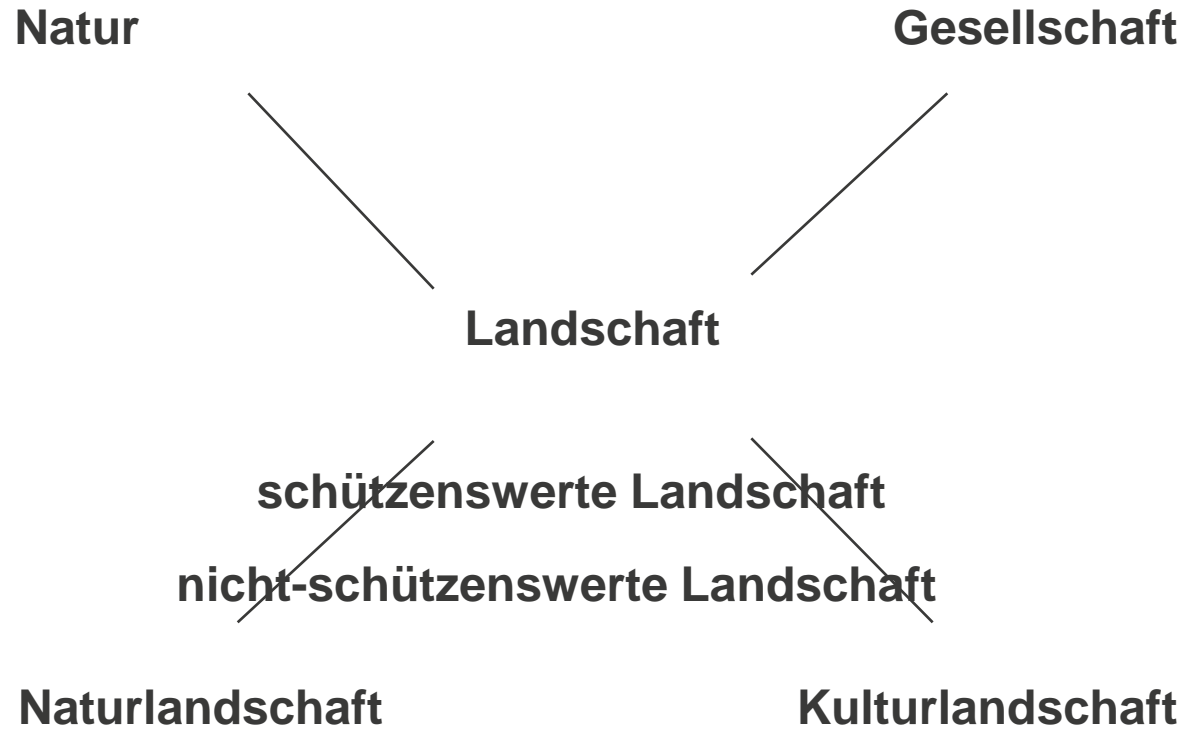 Natur
Gesellschaft
Landschaft
schützenswerte Landschaft
nicht-schützenswerte Landschaft
Naturlandschaft
Kulturlandschaft